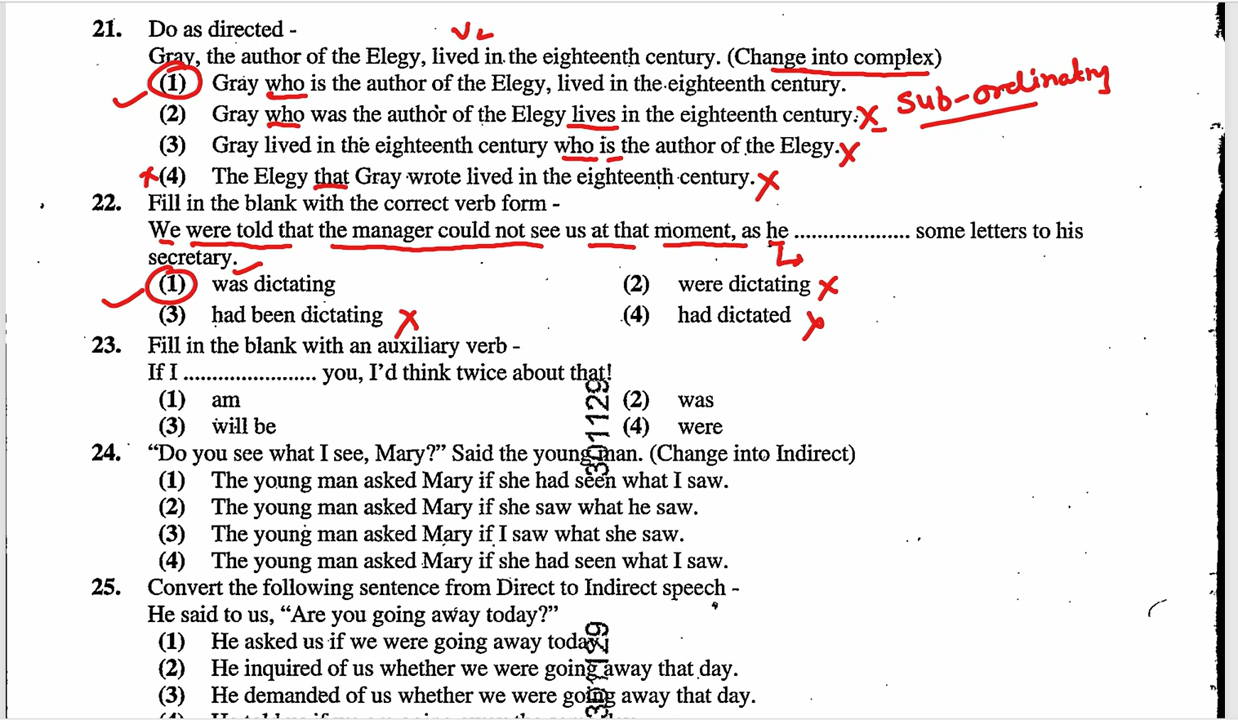 21. Do as directed -
Gray, the author of the Elegy, lived in the eighteenth century. (Change into complex)
(1) Gray who is the author of the Elegy, lived in the eighteenth century.
(2) Gray who was the author of the Elegy lives in the eighteenth century.
Sub-ordinating
(3) Gray lived in the eighteenth century who is the author of the Elegy.
(4) The Elegy that Gray wrote lived in the eighteenth century.
22. Fill in the blank with the correct verb form -
We were told that the manager could not see us at that moment, as he .................... some letters to his
secretary.
(1) was dictating (2) were dictating
(3) had been dictating (4) had dictated
23. Fill in the blank with an auxiliary verb -
If I ....................... you, I'd think twice about that!
(1) am (2) was
(3) will be (4) were
301129
24. "Do you see what I see, Mary?" Said the young man. (Change into Indirect)
(1) The young man asked Mary if she had seen what I saw.
(2) The young man asked Mary if she saw what he saw.
(3) The young man asked Mary if I saw what she saw.
(4) The young man asked Mary if she had seen what I saw.
25. Convert the following sentence from Direct to Indirect speech -
He said to us, "Are you going away today?"
(1) He asked us if we were going away today.
(2) He inquired of us whether we were going away that day.
(3) He demanded of us whether we were going away that day.
301129